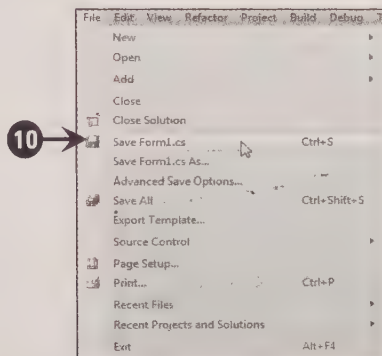 File Edit View Refactor Project Build Debug
New
Open
Add
Close
Close Solution
10
Save Form1.cs Ctrl+S
Save Form1.cs As...
Advanced Save Options...
Save All Ctrl+Shift+S
Export Template...
Source Control
Page Setup...
Print... Ctrl+P
Recent Files
Recent Projects and Solutions
Exit Alt+F4